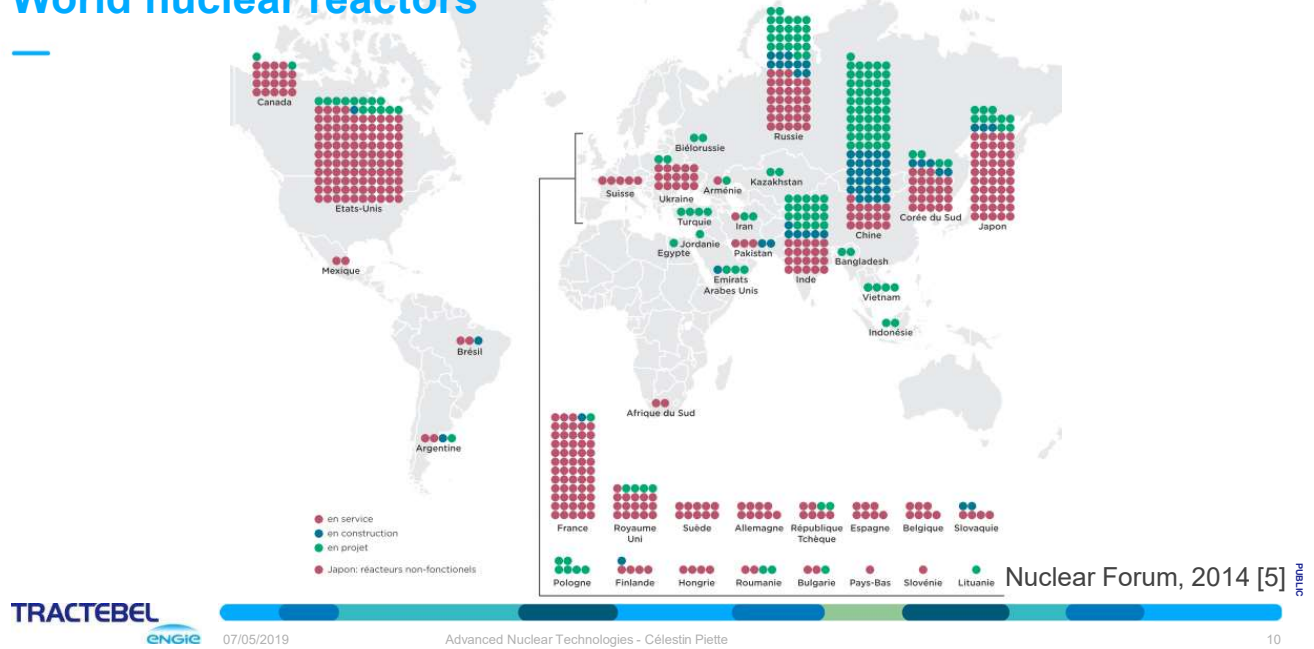 World nuclear reactors
Canada
Etats-Unis
Mexique
Brésil
Argentine
Russie
Biélorussie
Suisse
Ukraine
Arménie
Kazakhstan
Turquie
Iran
Jordanie
Egypte
Pakistan
Emirats
Arabes Unis
Inde
Chine
Corée du Sud
Japon
Bangladesh
Vietnam
Indonésie
Afrique du Sud
en service
en construction
en projet
Japon: réacteurs non-fonctionels
France
Royaume
Uni
Suède
Allemagne
République
Tchèque
Espagne
Belgique
Slovaquie
Pologne
Finlande
Hongrie
Roumanie
Bulgarie
Pays-Bas
Slovénie
Lituanie
Nuclear Forum, 2014 [5]
PUBLIC
TRACTEBEL
ENGIE
07/05/2019
Advanced Nuclear Technologies - Célestin Piette
10